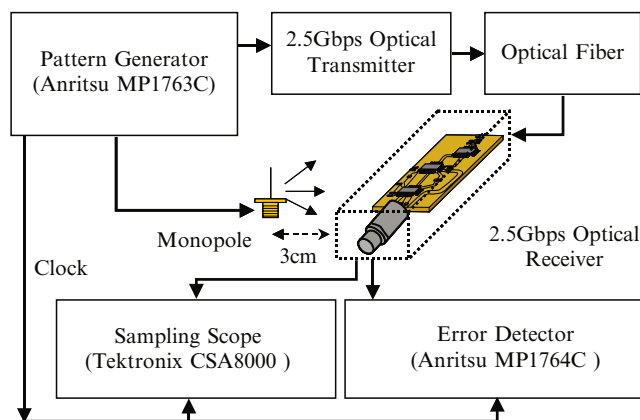 Pattern Generator
(Anritsu MP1763C)
2.5Gbps Optical
Transmitter
Optical Fiber
Monopole
3cm
2.5Gbps Optical
Receiver
Clock
Sampling Scope
(Tektronix CSA8000 )
Error Detector
(Anritsu MP1764C )